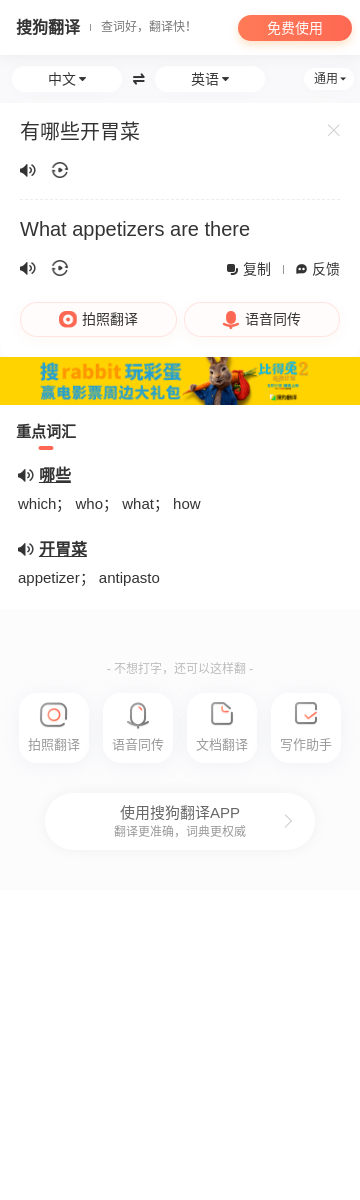 搜狗翻译 查词好，翻译快！ 免费使用
中文 英语 通用
有哪些开胃菜
What appetizers are there
复制 反馈
拍照翻译 语音同传
搜rabbit玩彩蛋
赢电影票周边大礼包
比得兔2
重点词汇
哪些
which； who； what； how
开胃菜
appetizer； antipasto
- 不想打字，还可以这样翻 -
拍照翻译 语音同传 文档翻译 写作助手
使用搜狗翻译APP
翻译更准确，词典更权威